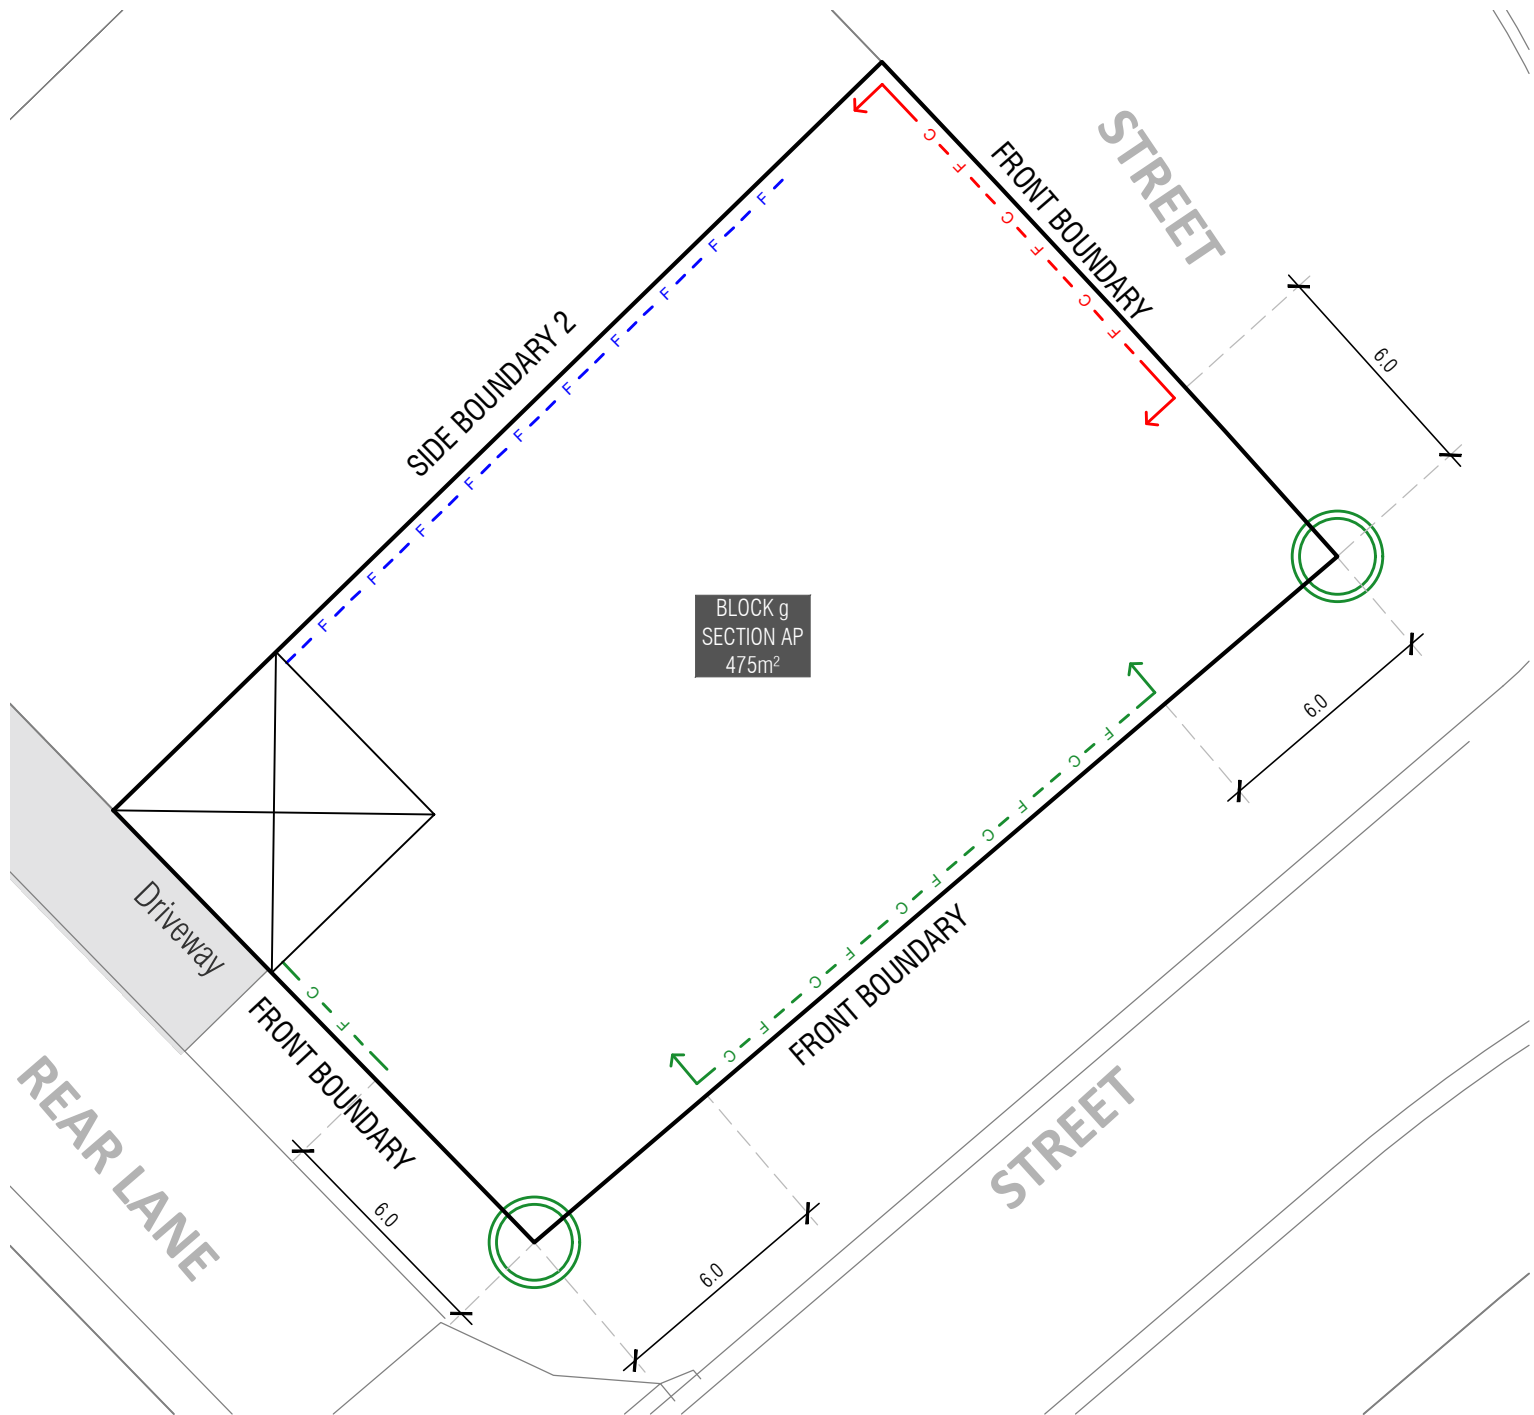 STREET
FRONT BOUNDARY
C F C F C F
F F F F F F F F F F
SIDE BOUNDARY 2
6.0
BLOCK g
SECTION AP
475m²
6.0
F C F C F C F C F C
Driveway
FRONT BOUNDARY
C F
FRONT BOUNDARY
REAR LANE
STREET
6.0
6.0